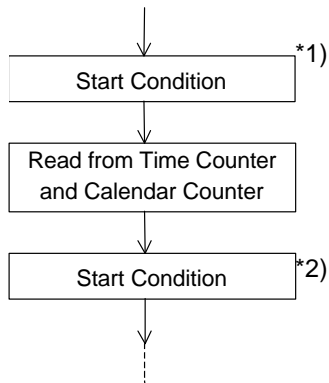 *1)
Start Condition
Read from Time Counter
and Calendar Counter
Start Condition
*2)